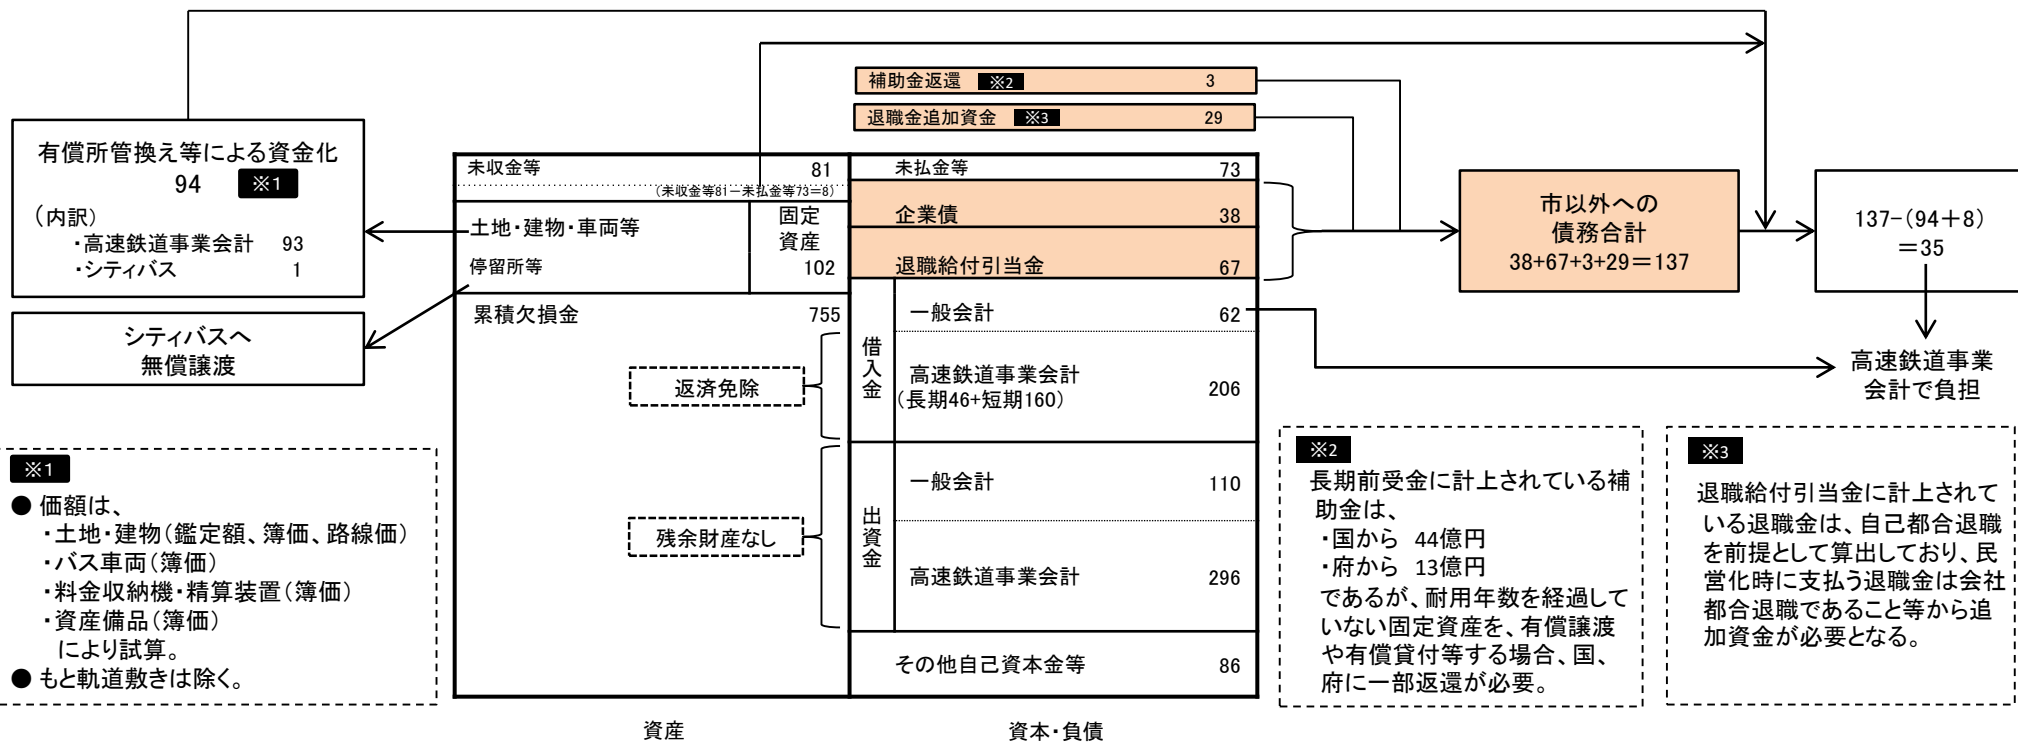 補助金返還 ※2 3
退職金追加資金 ※3 29
有償所管換え等による資金化
94 ※1
(内訳)
・高速鉄道事業会計 93
・シティバス 1
シティバスへ
無償譲渡
未収金等 81
(未収金等81－未払金等73＝8)
土地・建物・車両等
停留所等
固定
資産
102
累積欠損金 755
返済免除
残余財産なし
未払金等 73
企業債 38
退職給付引当金 67
借入金
一般会計 62
高速鉄道事業会計
(長期46+短期160)
206
出資金
一般会計 110
高速鉄道事業会計 296
その他自己資本金等 86
資産
資本・負債
市以外への
債務合計
38+67+3+29＝137
137-(94＋8)
＝35
高速鉄道事業
会計で負担
※1
● 価額は、
・土地・建物(鑑定額、簿価、路線価)
・バス車両(簿価)
・料金収納機・精算装置(簿価)
・資産備品(簿価)
により試算。
● もと軌道敷きは除く。
※2
長期前受金に計上されている補
助金は、
・国から 44億円
・府から 13億円
であるが、耐用年数を経過して
いない固定資産を、有償譲渡
や有償貸付等する場合、国、
府に一部返還が必要。
※3
退職給付引当金に計上されて
いる退職金は、自己都合退職
を前提として算出しており、民
営化時に支払う退職金は会社
都合退職であること等から追
加資金が必要となる。